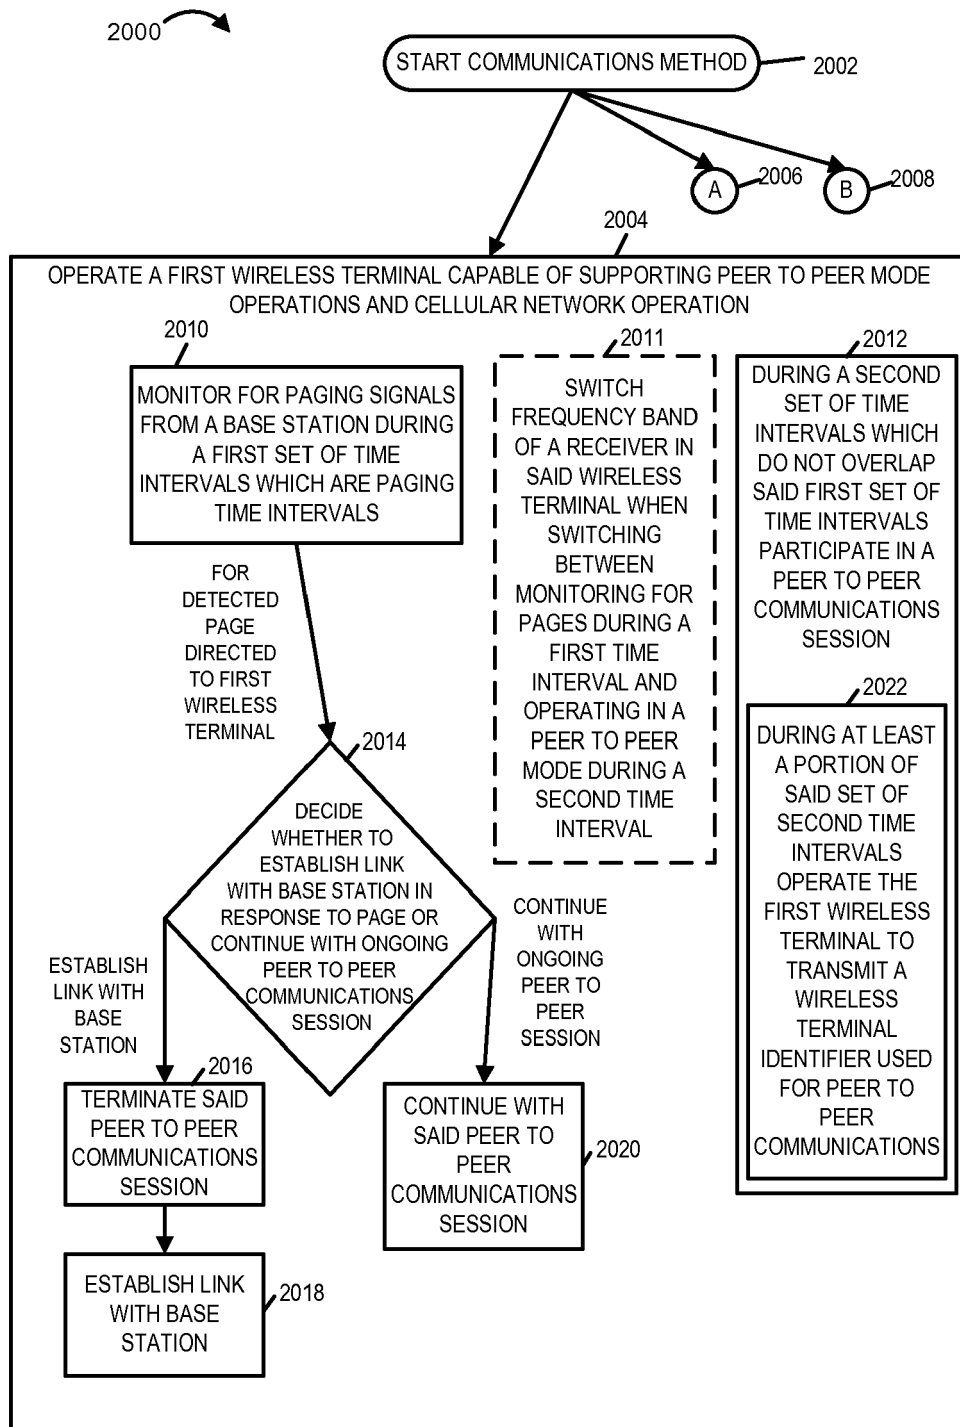 2000
START COMMUNICATIONS METHOD
2002
A
2006
B
2008
2004
OPERATE A FIRST WIRELESS TERMINAL CAPABLE OF SUPPORTING PEER TO PEER MODE
OPERATIONS AND CELLULAR NETWORK OPERATION
2010
MONITOR FOR PAGING SIGNALS
FROM A BASE STATION DURING
A FIRST SET OF TIME
INTERVALS WHICH ARE PAGING
TIME INTERVALS
2011
SWITCH
FREQUENCY BAND
OF A RECEIVER IN
SAID WIRELESS
TERMINAL WHEN
SWITCHING
BETWEEN
MONITORING FOR
PAGES DURING A
FIRST TIME
INTERVAL AND
OPERATING IN A
PEER TO PEER
MODE DURING A
SECOND TIME
INTERVAL
2012
DURING A SECOND
SET OF TIME
INTERVALS WHICH
DO NOT OVERLAP
SAID FIRST SET OF
TIME INTERVALS
PARTICIPATE IN A
PEER TO PEER
COMMUNICATIONS
SESSION
2022
DURING AT LEAST
A PORTION OF
SAID SET OF
SECOND TIME
INTERVALS
OPERATE THE
FIRST WIRELESS
TERMINAL TO
TRANSMIT A
WIRELESS
TERMINAL
IDENTIFIER USED
FOR PEER TO
PEER
COMMUNICATIONS
FOR
DETECTED
PAGE
DIRECTED
TO FIRST
WIRELESS
TERMINAL
2014
DECIDE
WHETHER TO
ESTABLISH LINK
WITH BASE STATION IN
RESPONSE TO PAGE OR
CONTINUE WITH ONGOING
PEER TO PEER
COMMUNICATIONS
SESSION
ESTABLISH
LINK WITH
BASE
STATION
CONTINUE
WITH
ONGOING
PEER TO
PEER
SESSION
2016
TERMINATE SAID
PEER TO PEER
COMMUNICATIONS
SESSION
CONTINUE WITH
SAID PEER TO
PEER
COMMUNICATIONS
SESSION
2020
ESTABLISH LINK
WITH BASE
STATION
2018